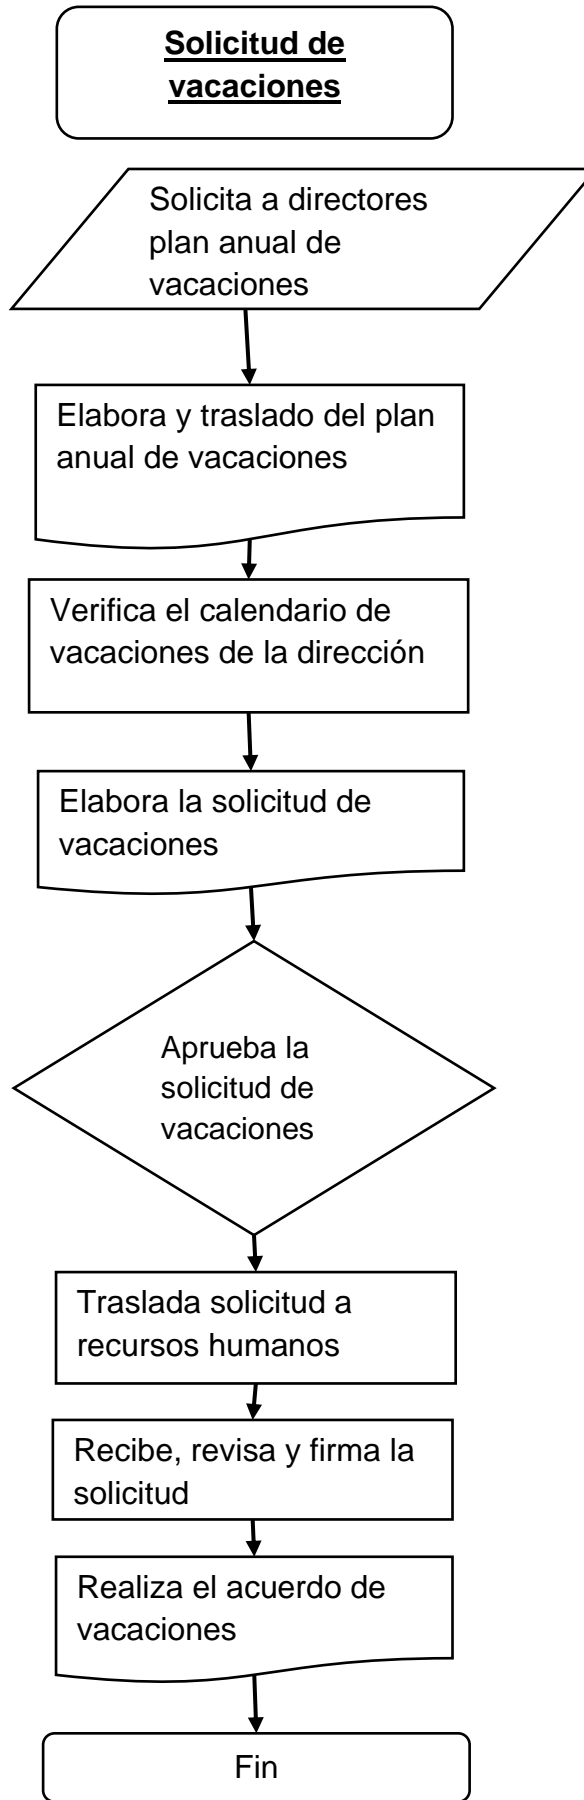 Solicitud de
vacaciones
Solicita a directores
plan anual de
vacaciones
Elabora y traslado del plan
anual de vacaciones
Verifica el calendario de
vacaciones de la dirección
Elabora la solicitud de
vacaciones
Aprueba la
solicitud de
vacaciones
Traslada solicitud a
recursos humanos
Recibe, revisa y firma la
solicitud
Realiza el acuerdo de
vacaciones
Fin